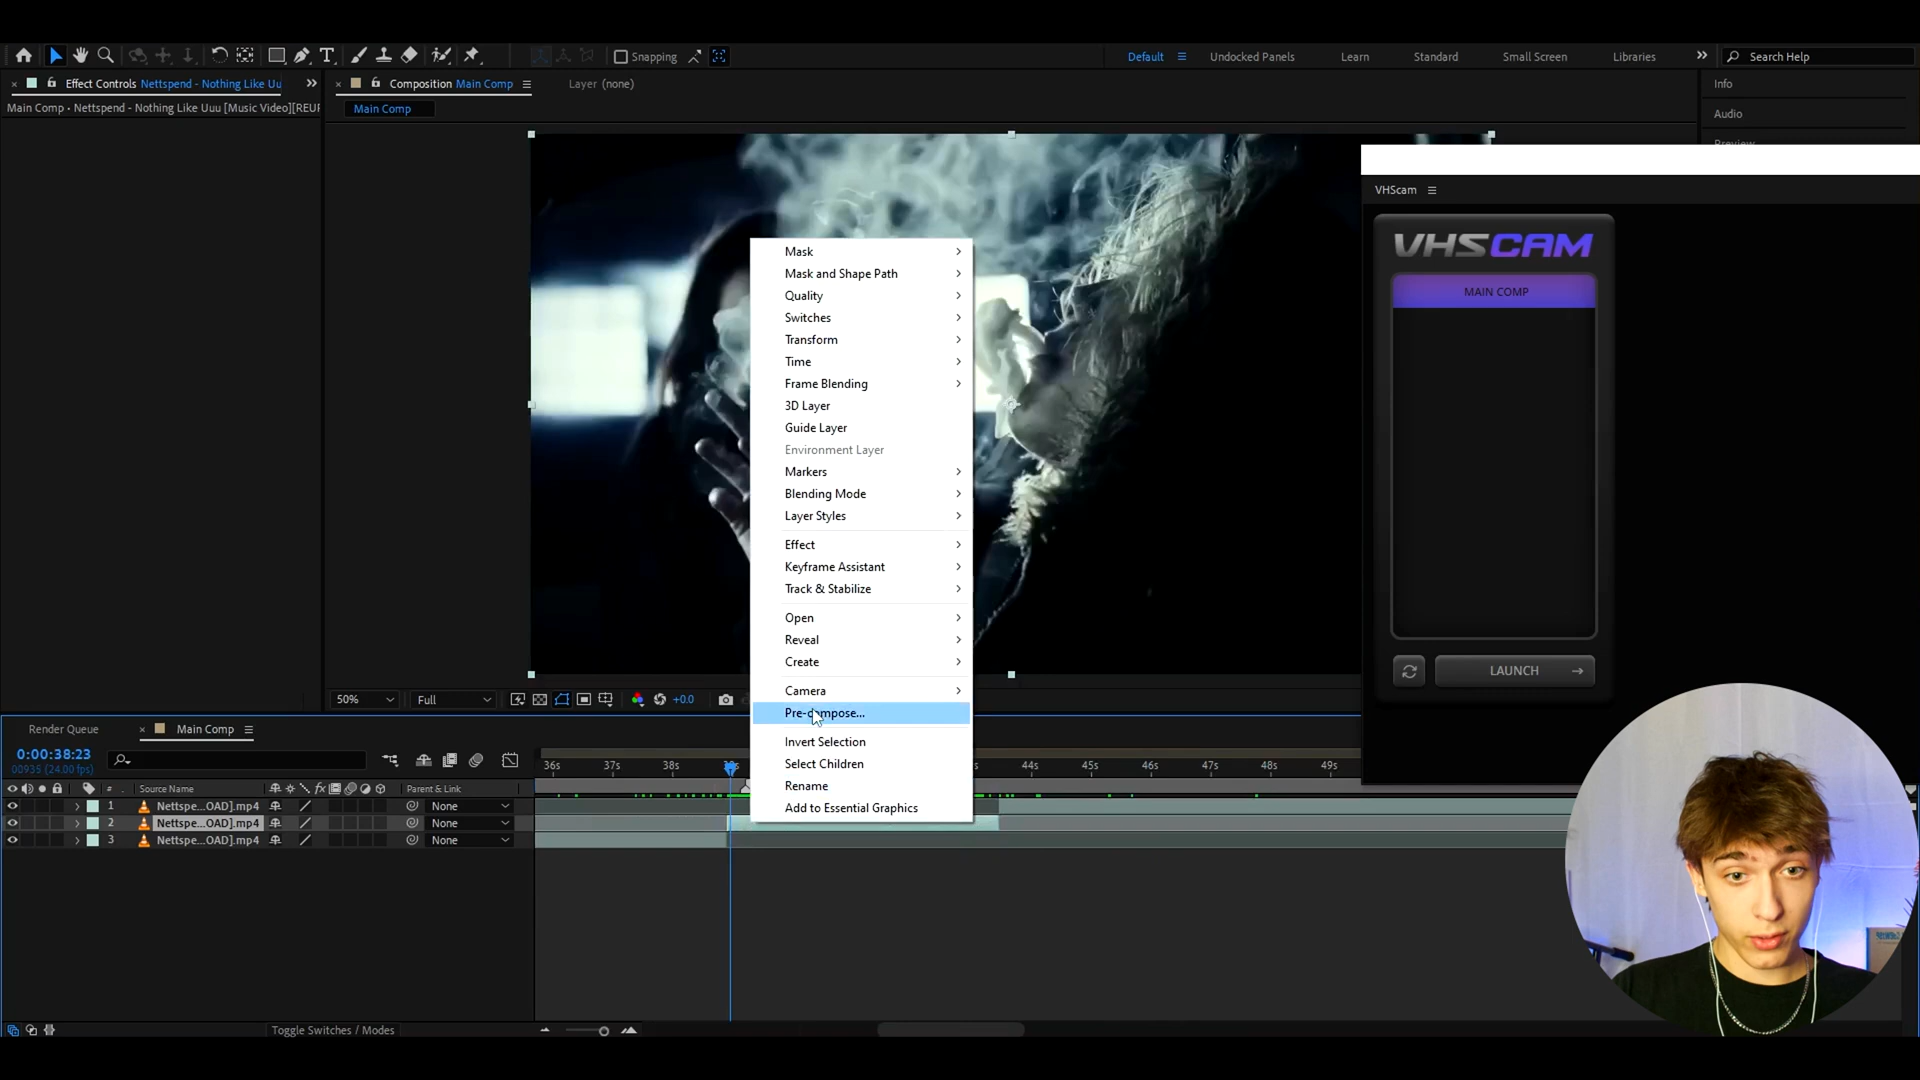 Snapping
Default
Undocked Panels
Learn
Standard
Small Screen
Libraries
Search Help
Effect Controls Nettspend - Nothing Like Uu
Composition Main Comp
Layer (none)
Info
Main Comp • Nettspend - Nothing Like Uuu [Music Video][REUP
Main Comp
Audio
Preview
VHScam
VHSCAM
MAIN COMP
LAUNCH
Mask
Mask and Shape Path
Quality
Switches
Transform
Time
Frame Blending
3D Layer
Guide Layer
Environment Layer
Markers
Blending Mode
Layer Styles
Effect
Keyframe Assistant
Track & Stabilize
Open
Reveal
Create
Camera
Pre-compose...
Invert Selection
Select Children
Rename
Add to Essential Graphics
50%
Full
+0.0
Render Queue
Main Comp
0:00:38:23
00935 (24.00 fps)
36s 37s 38s 44s 45s 46s 47s 48s 49s
# Source Name fx Parent & Link
1 Nettspe...OAD].mp4 None
2 Nettspe...OAD].mp4 None
3 Nettspe...OAD].mp4 None
Toggle Switches / Modes